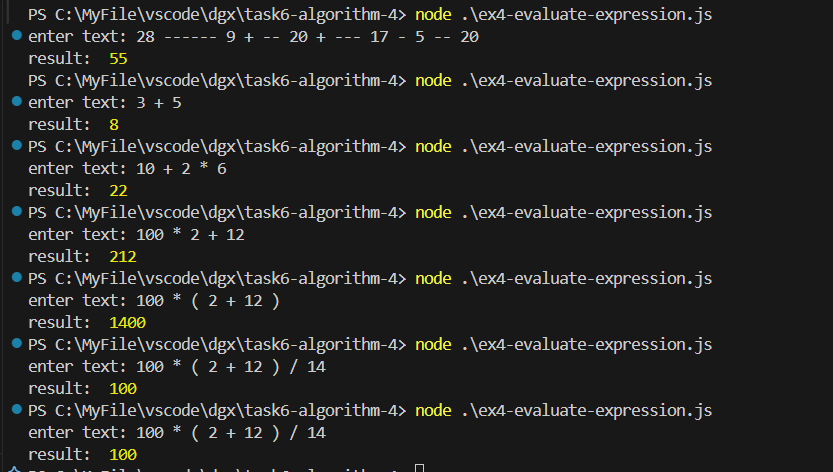 PS C:\MyFile\vscode\dgx\task6-algorithm-4> node .\ex4-evaluate-expression.js
enter text: 28 ------ 9 + -- 20 + --- 17 - 5 -- 20
result:  55
PS C:\MyFile\vscode\dgx\task6-algorithm-4> node .\ex4-evaluate-expression.js
enter text: 3 + 5
result:  8
PS C:\MyFile\vscode\dgx\task6-algorithm-4> node .\ex4-evaluate-expression.js
enter text: 10 + 2 * 6
result:  22
PS C:\MyFile\vscode\dgx\task6-algorithm-4> node .\ex4-evaluate-expression.js
enter text: 100 * 2 + 12
result:  212
PS C:\MyFile\vscode\dgx\task6-algorithm-4> node .\ex4-evaluate-expression.js
enter text: 100 * ( 2 + 12 )
result:  1400
PS C:\MyFile\vscode\dgx\task6-algorithm-4> node .\ex4-evaluate-expression.js
enter text: 100 * ( 2 + 12 ) / 14
result:  100
PS C:\MyFile\vscode\dgx\task6-algorithm-4> node .\ex4-evaluate-expression.js
enter text: 100 * ( 2 + 12 ) / 14
result:  100